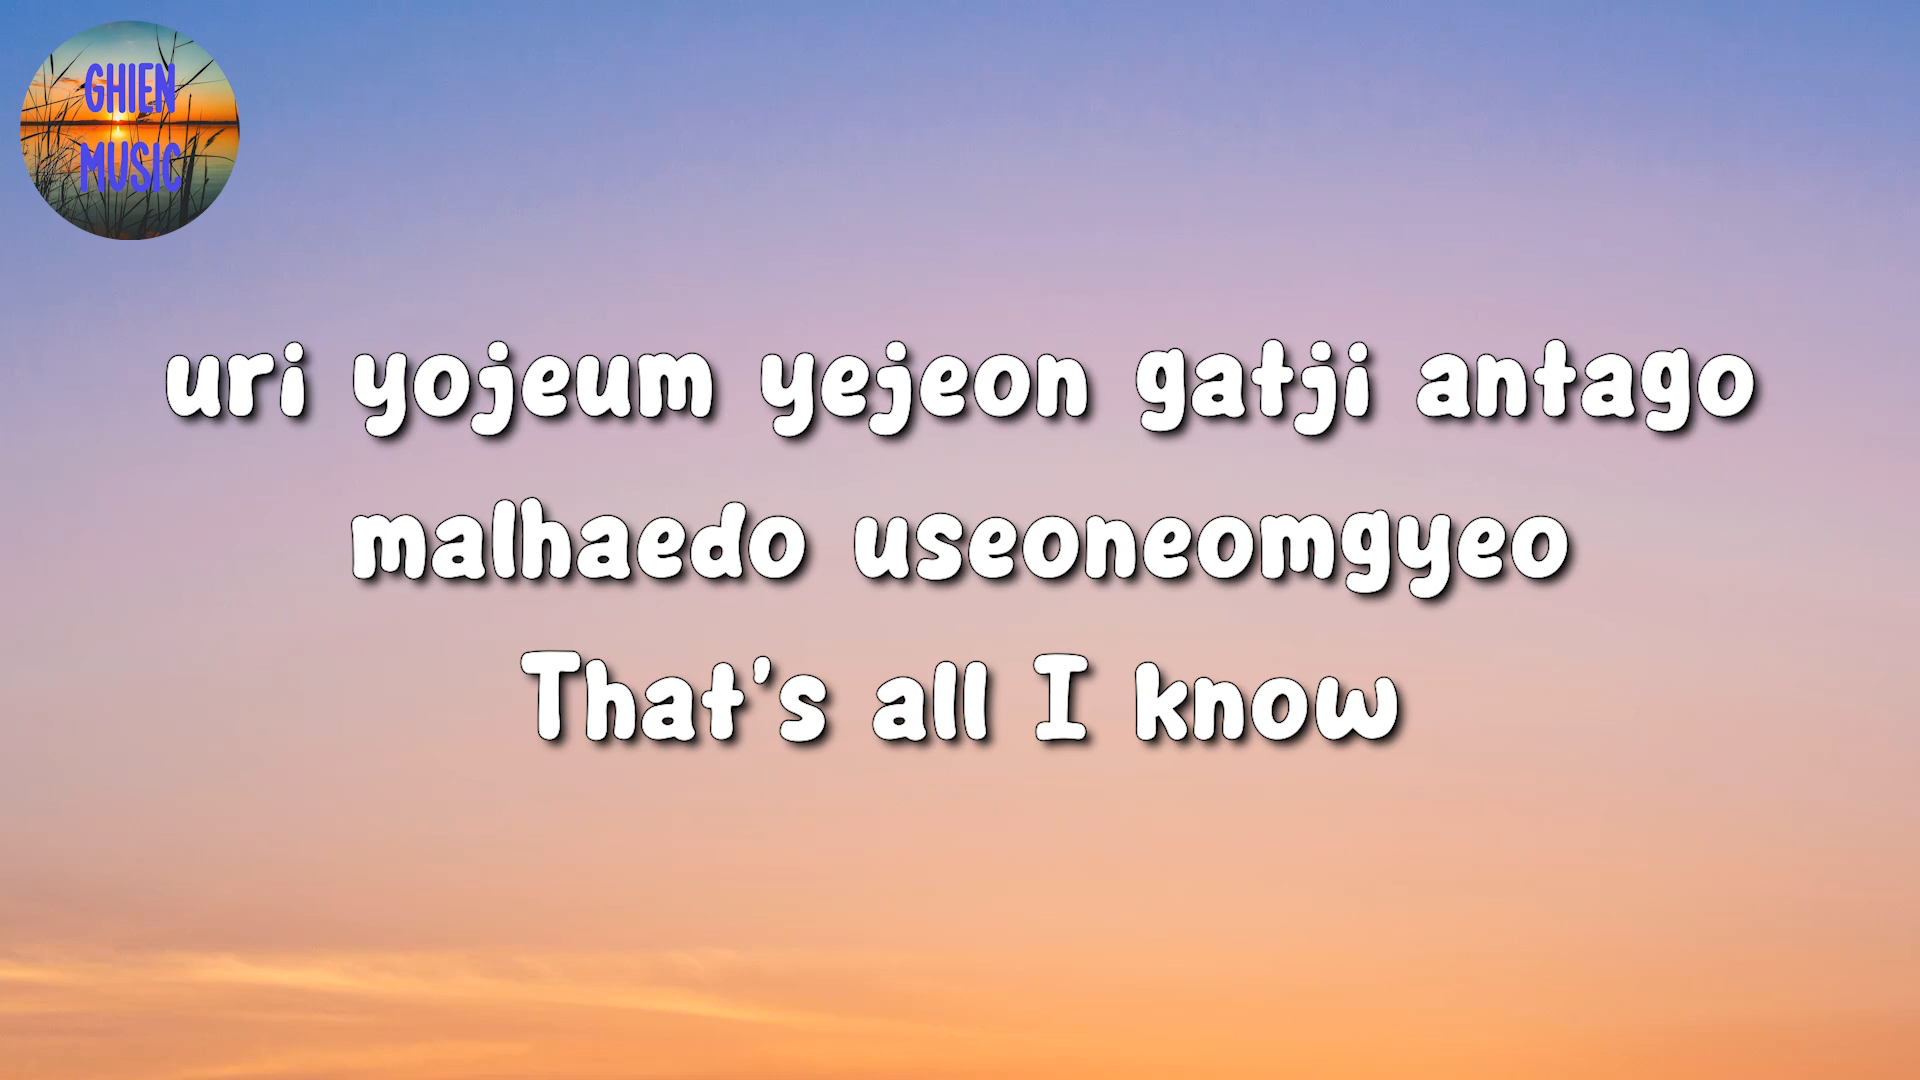 GHIEN
MUSIC
uri yojeum yejeon gatji antago
malhaedo useoneomgyeo
That's all I know